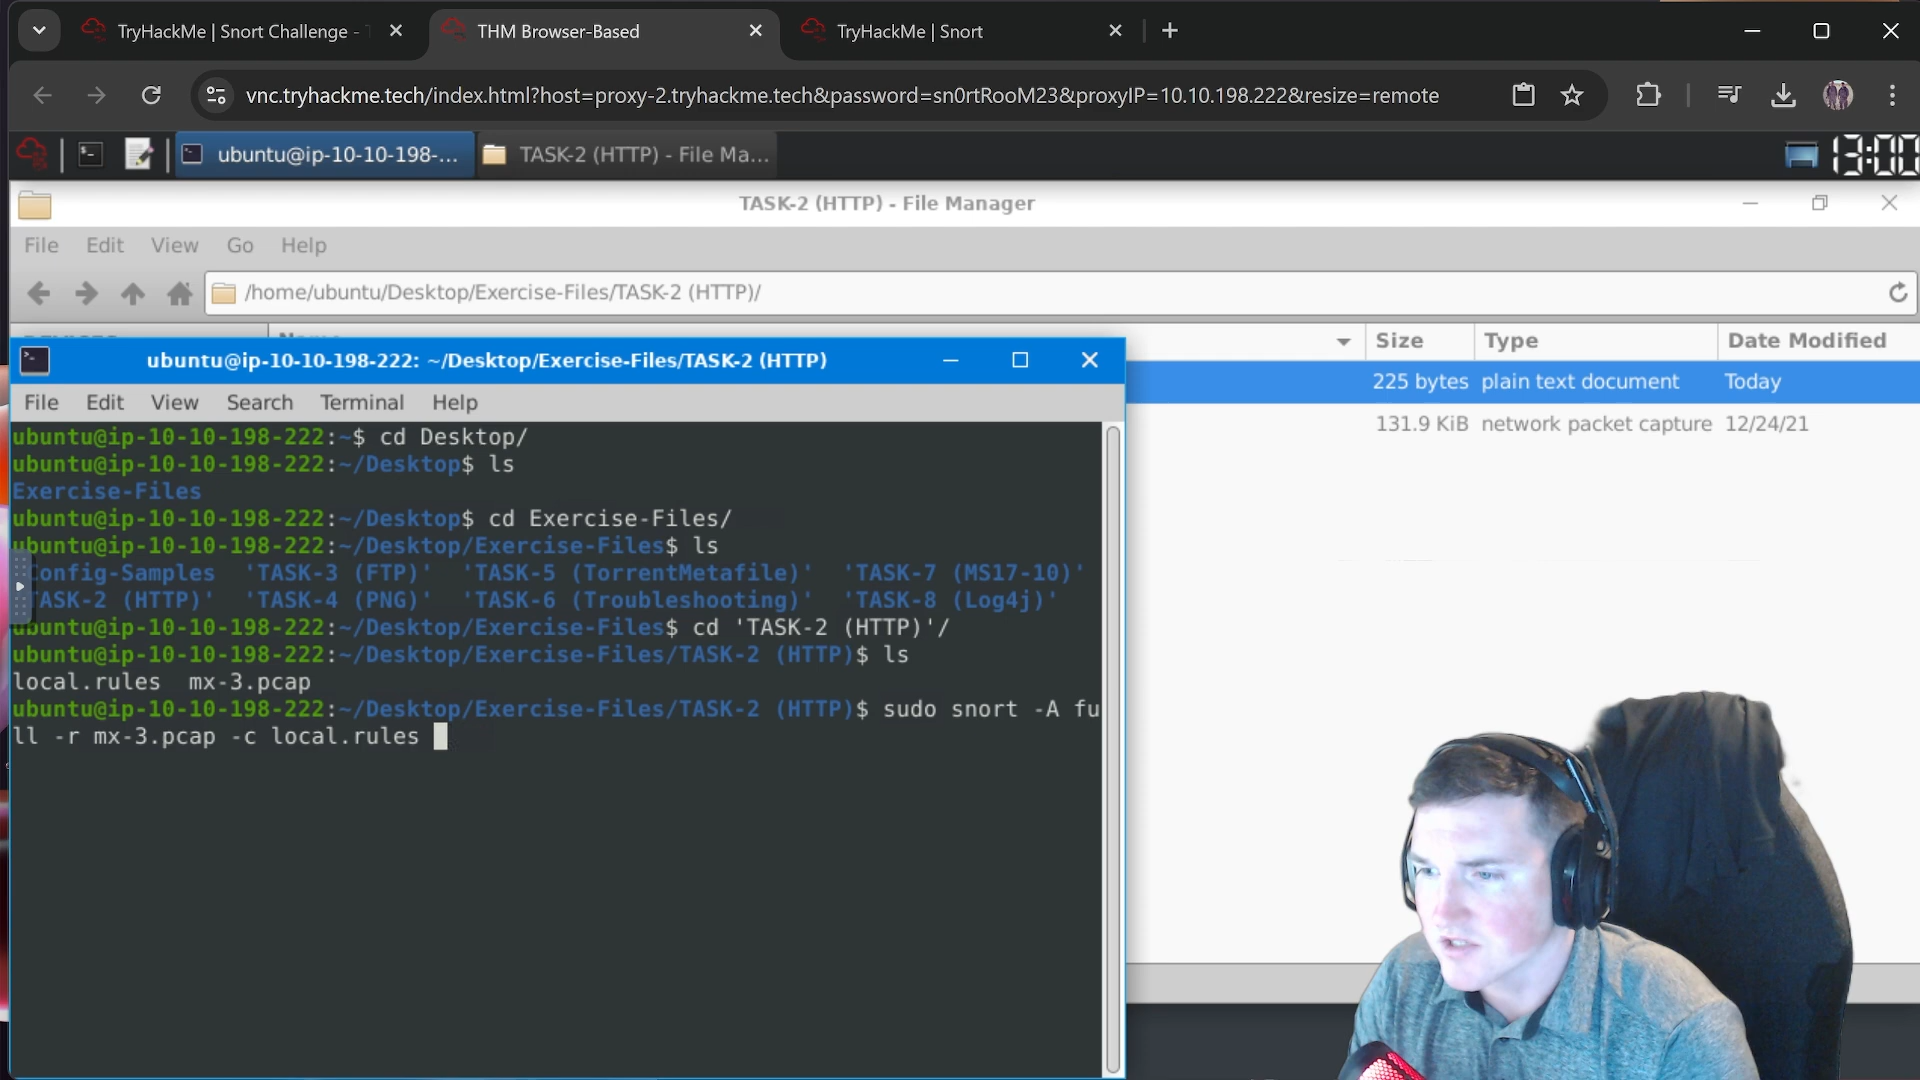 TryHackMe | Snort Challenge -
THM Browser-Based
TryHackMe | Snort
vnc.tryhackme.tech/index.html?host=proxy-2.tryhackme.tech&password=sn0rtRooM23&proxyIP=10.10.198.222&resize=remote
ubuntu@ip-10-10-198-...
TASK-2 (HTTP) - File Ma...
13:00
TASK-2 (HTTP) - File Manager
File Edit View Go Help
/home/ubuntu/Desktop/Exercise-Files/TASK-2 (HTTP)/
Size Type Date Modified
225 bytes plain text document Today
131.9 KiB network packet capture 12/24/21
ubuntu@ip-10-10-198-222: ~/Desktop/Exercise-Files/TASK-2 (HTTP)
File Edit View Search Terminal Help
ubuntu@ip-10-10-198-222:~$ cd Desktop/
ubuntu@ip-10-10-198-222:~/Desktop$ ls
Exercise-Files
ubuntu@ip-10-10-198-222:~/Desktop$ cd Exercise-Files/
ubuntu@ip-10-10-198-222:~/Desktop/Exercise-Files$ ls
onfig-Samples 'TASK-3 (FTP)' 'TASK-5 (TorrentMetafile)' 'TASK-7 (MS17-10)'
TASK-2 (HTTP)' 'TASK-4 (PNG)' 'TASK-6 (Troubleshooting)' 'TASK-8 (Log4j)'
ubuntu@ip-10-10-198-222:~/Desktop/Exercise-Files$ cd 'TASK-2 (HTTP)'/
ubuntu@ip-10-10-198-222:~/Desktop/Exercise-Files/TASK-2 (HTTP)$ ls
local.rules mx-3.pcap
ubuntu@ip-10-10-198-222:~/Desktop/Exercise-Files/TASK-2 (HTTP)$ sudo snort -A fu
ll -r mx-3.pcap -c local.rules